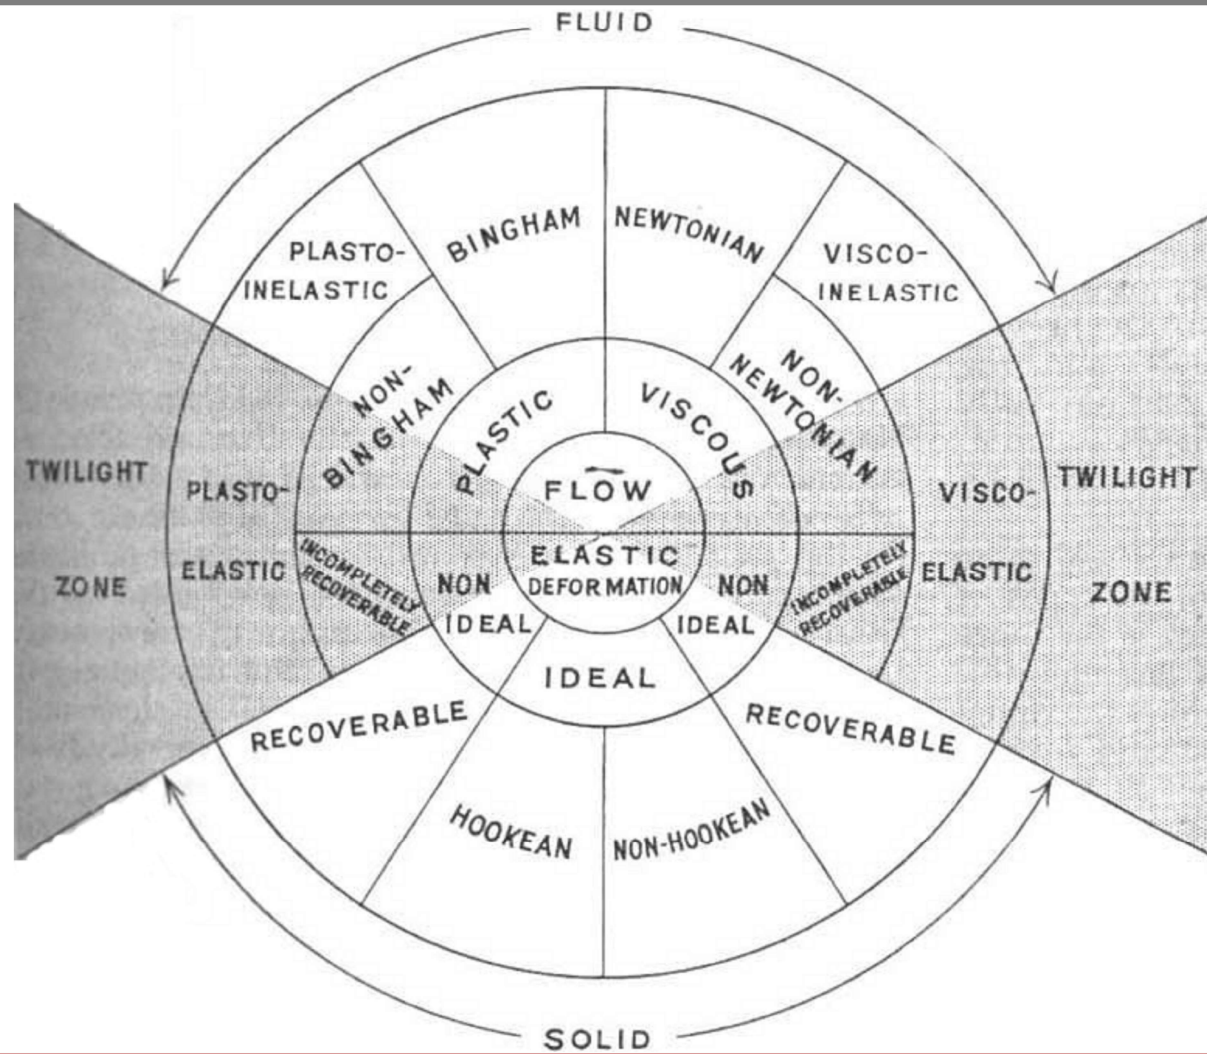 FLUID
BINGHAM
NEWTONIAN
PLASTO-
INELASTIC
VISCO-
INELASTIC
NON-
BINGHAM
PLASTIC
VISCOUS
NON-
NEWTONIAN
TWILIGHT
ZONE
PLASTO-
ELASTIC
FLOW
VISCO-
ELASTIC
TWILIGHT
ZONE
ELASTIC
DEFORMATION
INCOMPLETELY
RECOVERABLE
NON
IDEAL
NON
IDEAL
INCOMPLETELY
RECOVERABLE
IDEAL
RECOVERABLE
RECOVERABLE
HOOKEAN
NON-HOOKEAN
SOLID